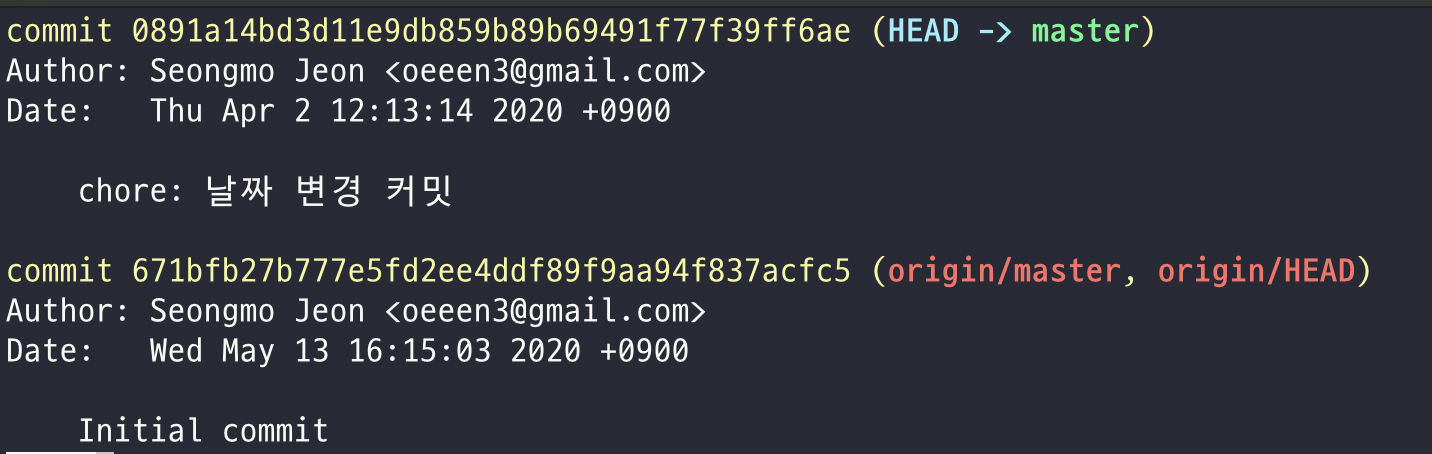 commit 0891a14bd3d11e9db859b89b69491f77f39ff6ae (HEAD -> master)
Author: Seongmo Jeon <oeeen3@gmail.com>
Date:   Thu Apr 2 12:13:14 2020 +0900
chore: 날짜 변경 커밋
commit 671bfb27b777e5fd2ee4ddf89f9aa94f837acfc5 (origin/master, origin/HEAD)
Author: Seongmo Jeon <oeeen3@gmail.com>
Date:   Wed May 13 16:15:03 2020 +0900
Initial commit